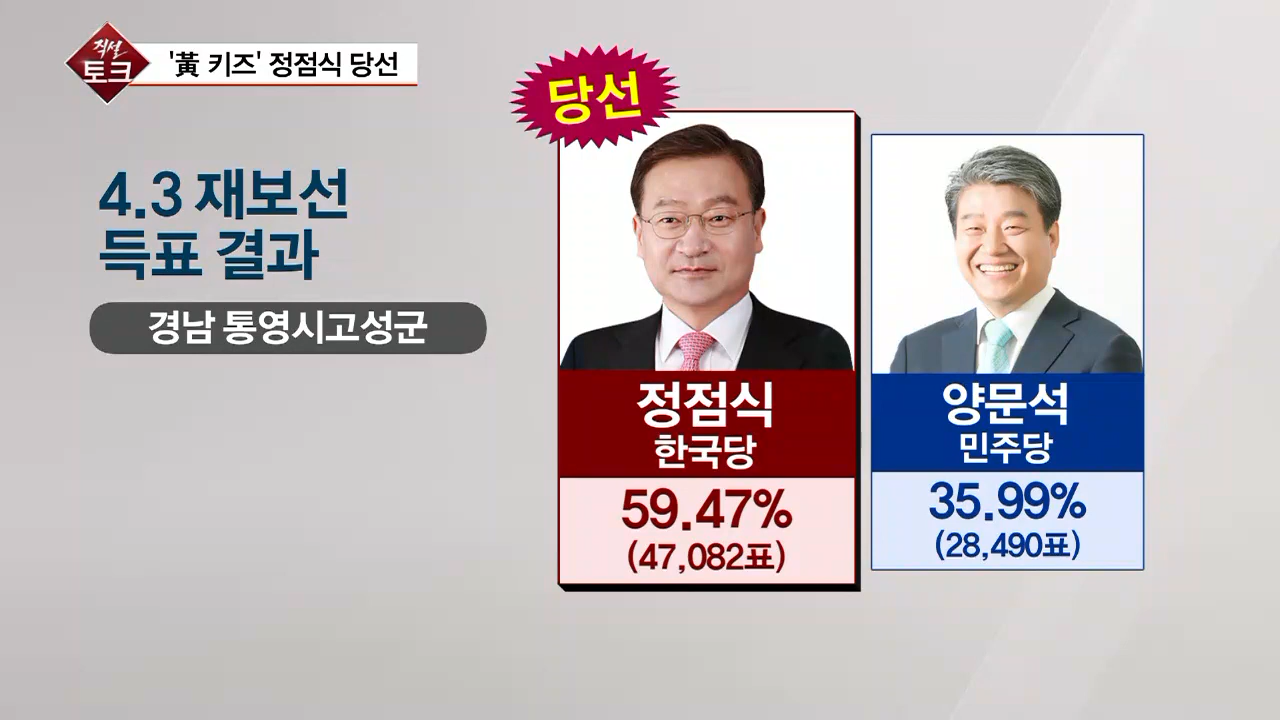 직설
토크
'黃 키즈' 정점식 당선
4.3 재보선
득표 결과
경남 통영시고성군
당선
정점식
한국당
59.47%
(47,082표)
양문석
민주당
35.99%
(28,490표)